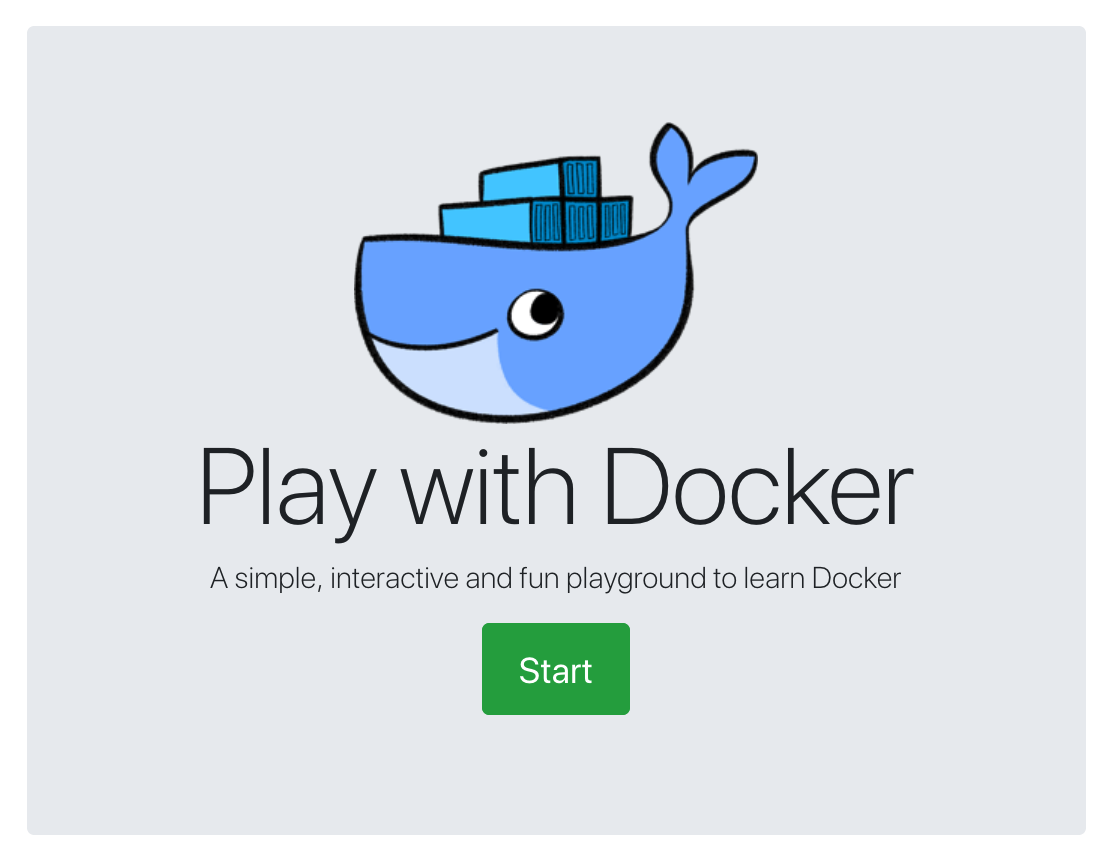 Play with Docker
A simple, interactive and fun playground to learn Docker
Start